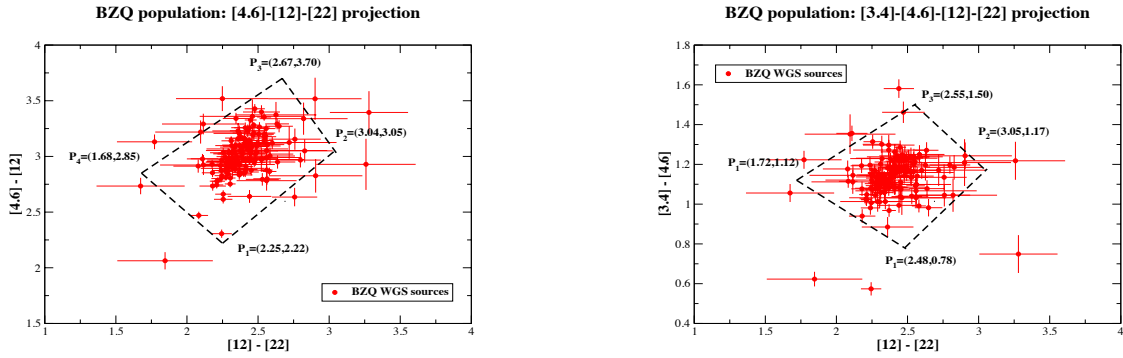 BZQ population: [4.6]-[12]-[22] projection
4
3.5
3
2.5
2
1.5
[4.6] - [12]
P3=(2.67,3.70)
P2=(3.04,3.05)
P4=(1.68,2.85)
P1=(2.25,2.22)
BZQ WGS sources
1
1.5
2
2.5
3
3.5
4
[12] - [22]
BZQ population: [3.4]-[4.6]-[12]-[22] projection
1.8
1.6
1.4
1.2
1
0.8
0.6
0.4
[3.4] - [4.6]
BZQ WGS sources
P3=(2.55,1.50)
P2=(3.05,1.17)
P1=(1.72,1.12)
P1=(2.48,0.78)
1
1.5
2
2.5
3
3.5
4
[12] - [22]